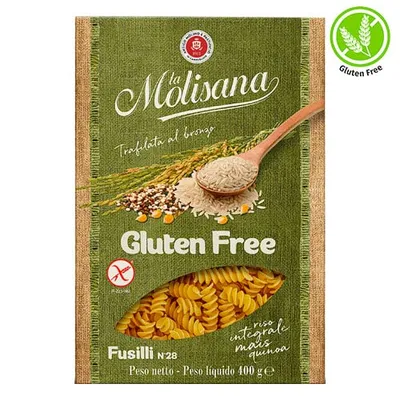 la
Molisana
Trafilata al bronzo
Gluten Free
Gluten Free
riso
integrale
mais
quinoa
Fusilli N°28
Peso netto - Peso líquido 400 g e